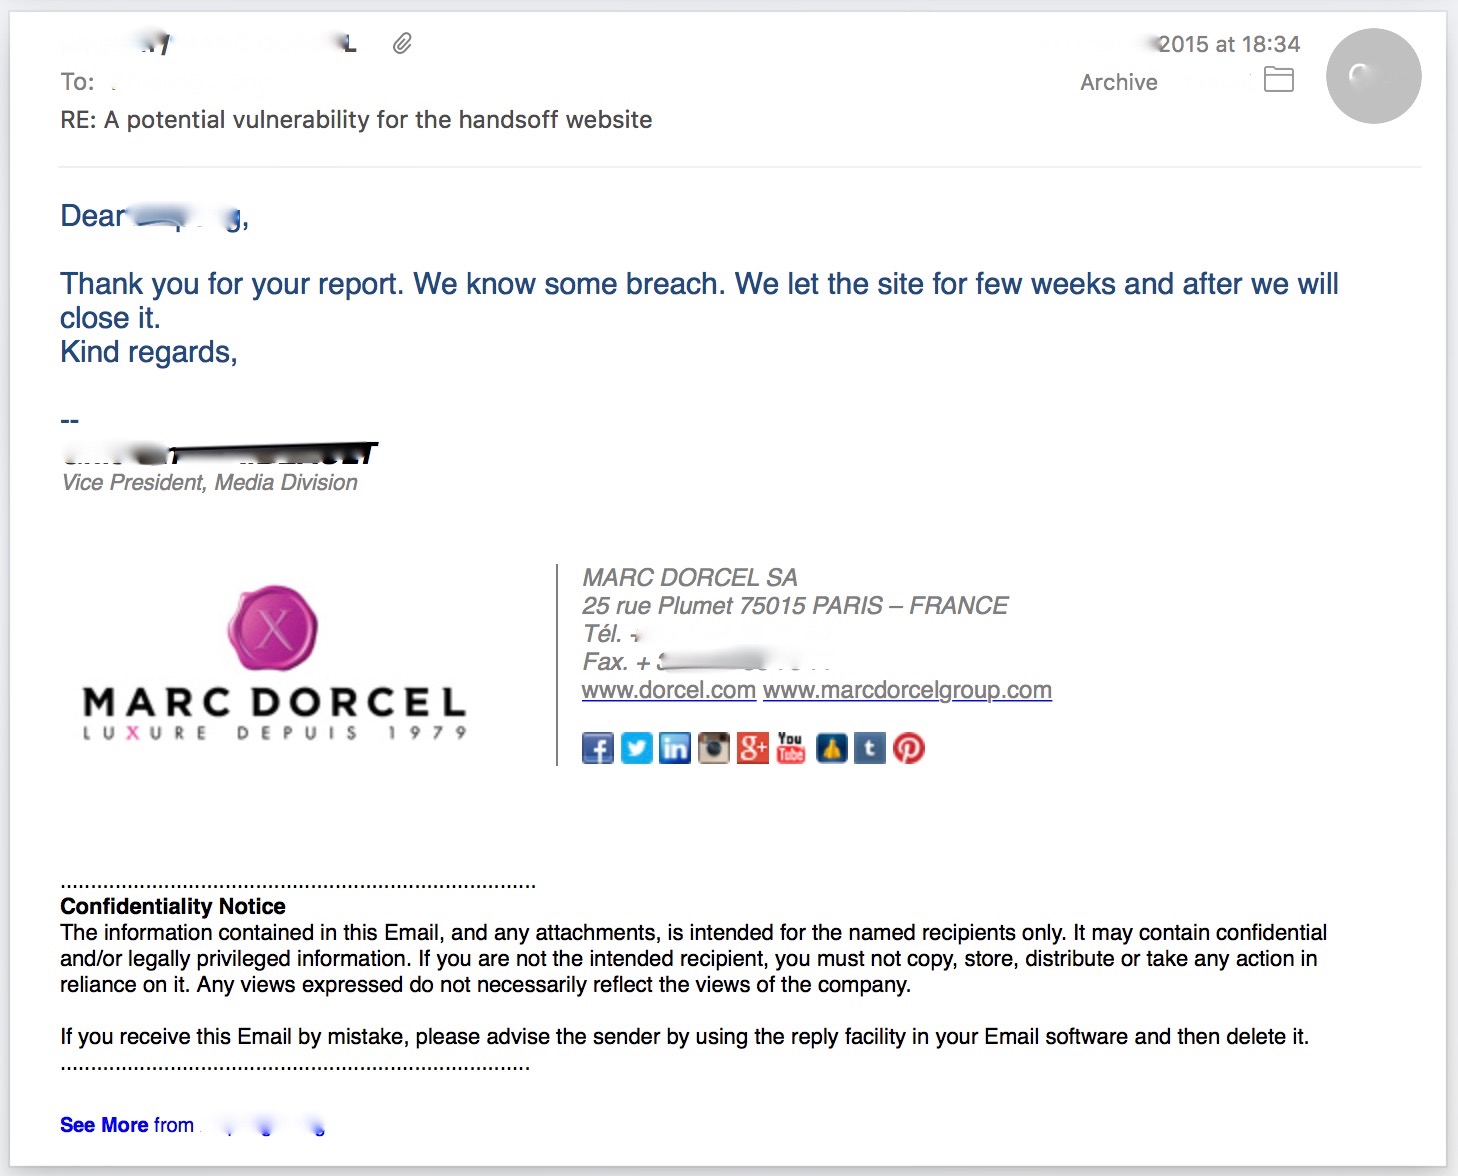 2015 at 18:34
To:
Archive
RE: A potential vulnerability for the handsoff website
Dear
Thank you for your report. We know some breach. We let the site for few weeks and after we will
close it.
Kind regards,
--
Vice President, Media Division
X
MARC DORCEL
LUXURE DEPUIS 1979
MARC DORCEL SA
25 rue Plumet 75015 PARIS – FRANCE
Tél. +
Fax. +
www.dorcel.com www.marcdorcelgroup.com
f in g+ You Tube t
................................................................................
Confidentiality Notice
The information contained in this Email, and any attachments, is intended for the named recipients only. It may contain confidential
and/or legally privileged information. If you are not the intended recipient, you must not copy, store, distribute or take any action in
reliance on it. Any views expressed do not necessarily reflect the views of the company.
If you receive this Email by mistake, please advise the sender by using the reply facility in your Email software and then delete it.
...............................................................................
See More from